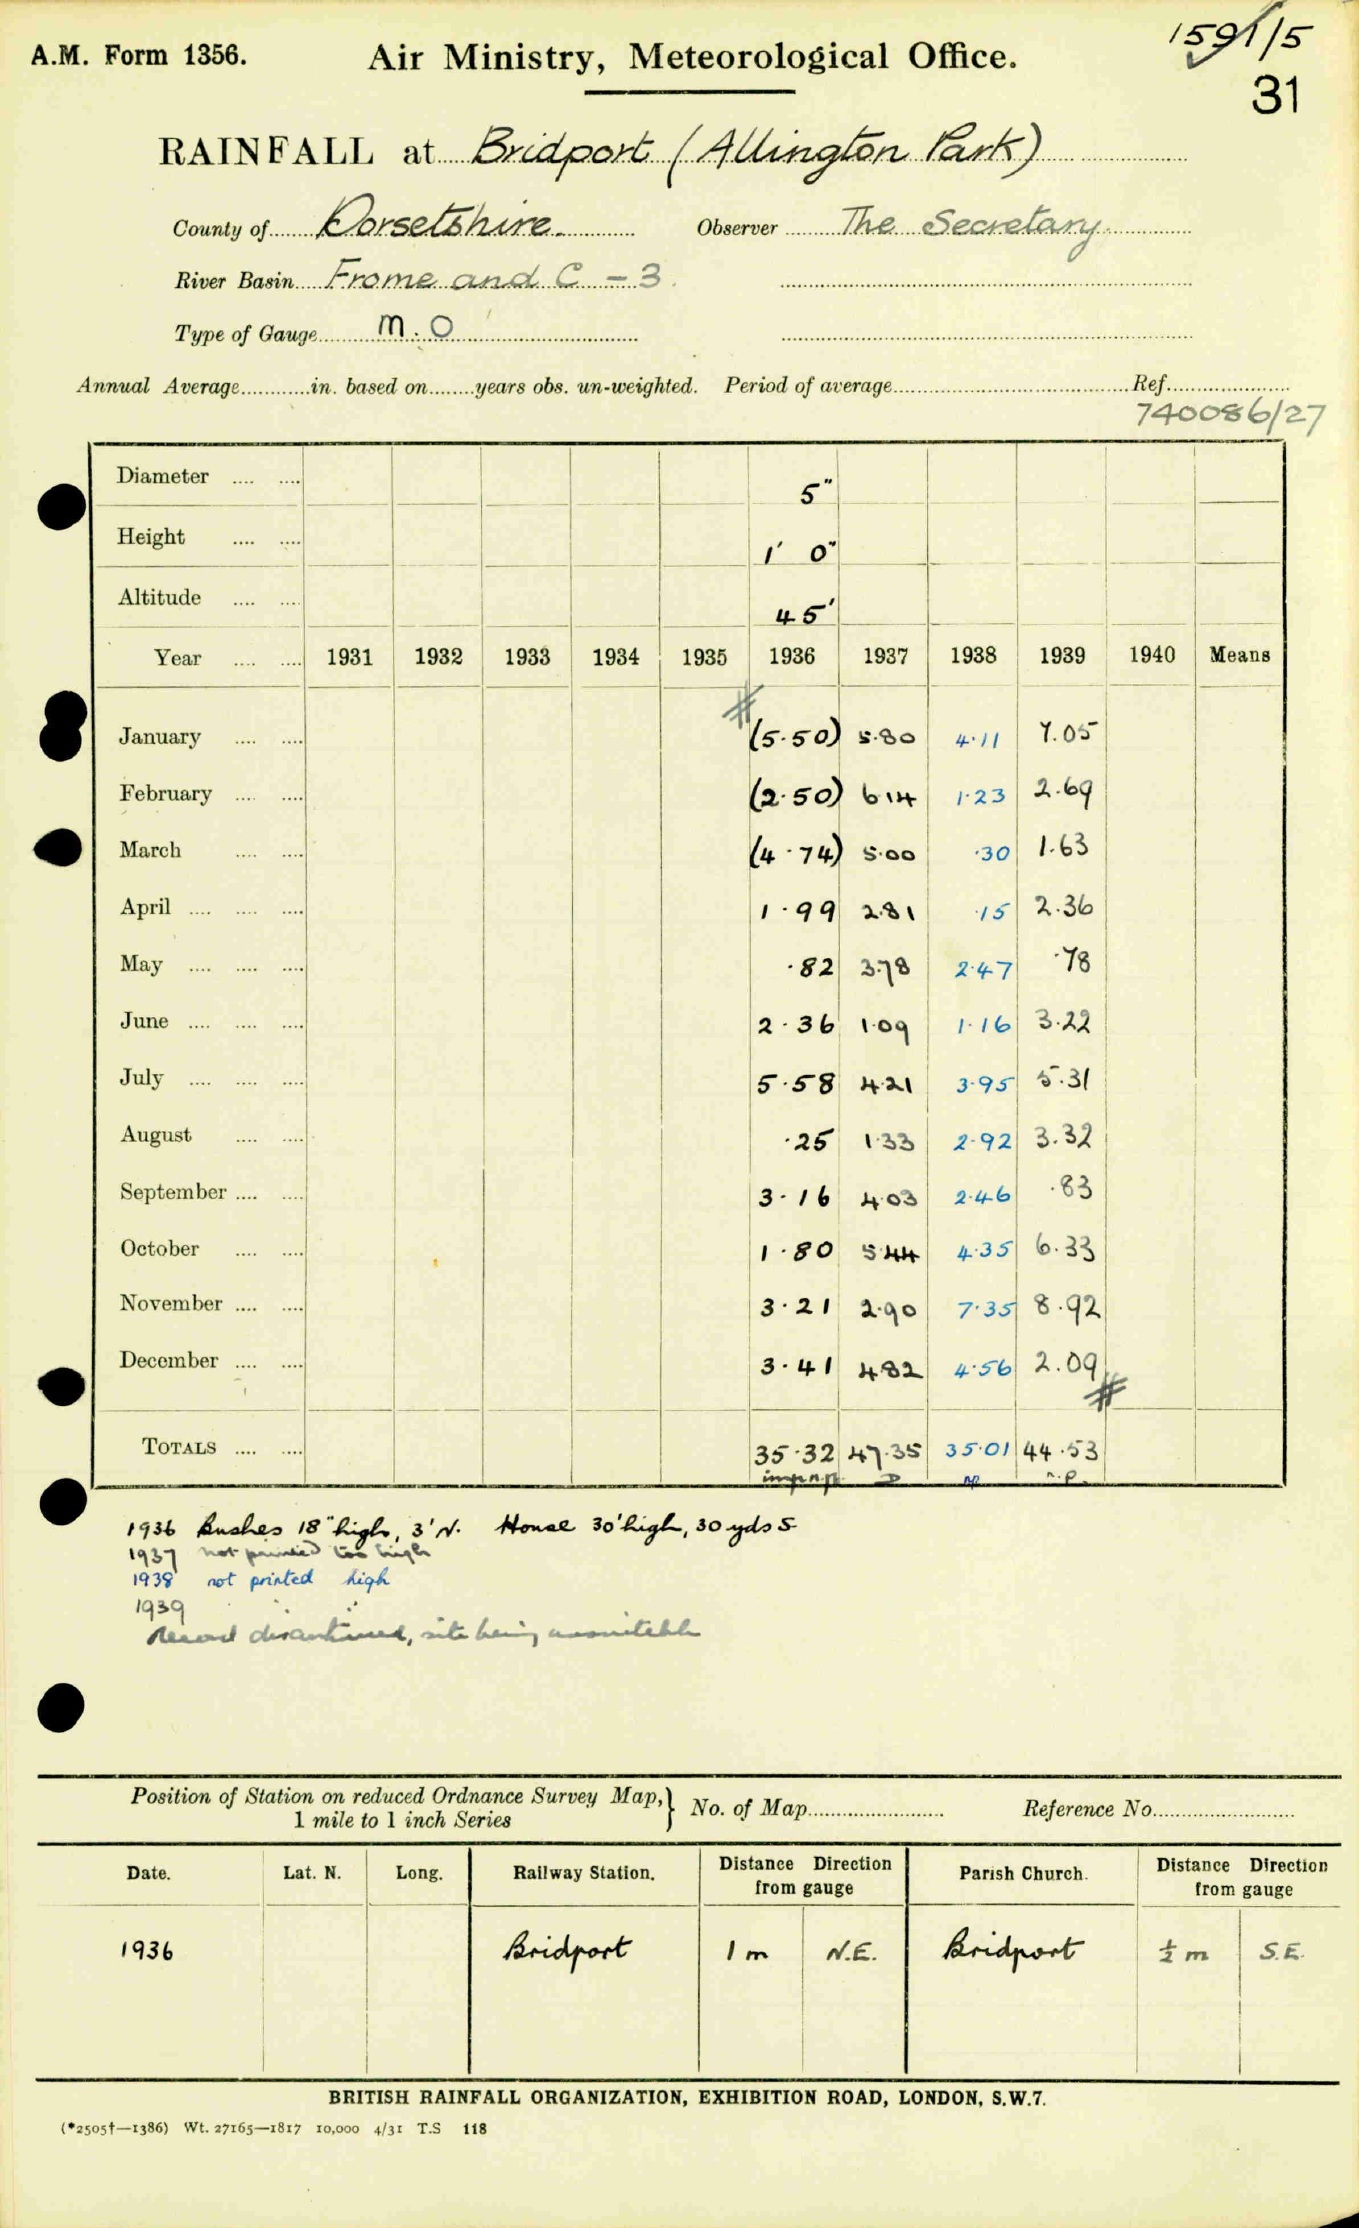 1591/5
A.M. Form 1356.
Air Ministry, Meteorological Office.
31
RAINFALL at Bridport (Allington Park)
County of Dorsetshire. Observer The Secretary
River Basin Frome and C - 3
Type of Gauge M.O
Annual Average............in. based on........years obs. un-weighted. Period of average........Ref.........
740086/27
Diameter .... .... 5"
Height .... .... 1' 0"
Altitude .... .... 45'
Year .... .... 1931 1932 1933 1934 1935 1936 1937 1938 1939 1940 Means
January .... .... (5.50) 5.80 4.11 7.05
February .... .... (2.50) 6.14 1.23 2.69
March .... .... (4.74) 5.00 .30 1.63
April .... .... .... 1.99 2.81 .15 2.36
May .... .... .... .82 3.78 2.47 .78
June .... .... .... 2.36 1.09 1.16 3.22
July .... .... .... 5.58 4.21 3.95 5.31
August .... .... .25 1.33 2.92 3.32
September .... .... 3.16 4.03 2.46 .83
October .... .... 1.80 5.44 4.35 6.33
November .... .... 3.21 2.90 7.35 8.92
December .... .... 3.41 4.82 4.56 2.09
TOTALS .... .... 35.32 47.35 35.01 44.53
imp n.p. np n.p.
1936 Bushes 18" high, 3' N. House 30' high, 30 yds S
1937 not printed too high
1938 not printed high
1939 " "
Record discontinued, site being unsuitable
Position of Station on reduced Ordnance Survey Map, 1 mile to 1 inch Series } No. of Map........ Reference No........
Date. Lat. N. Long. Railway Station. Distance Direction from gauge Parish Church. Distance Direction from gauge
1936 Bridport 1 m N.E. Bridport ½ m S.E.
BRITISH RAINFALL ORGANIZATION, EXHIBITION ROAD, LONDON, S.W.7.
(*2505†—1386) Wt. 27165—1817 10,000 4/31 T.S 118